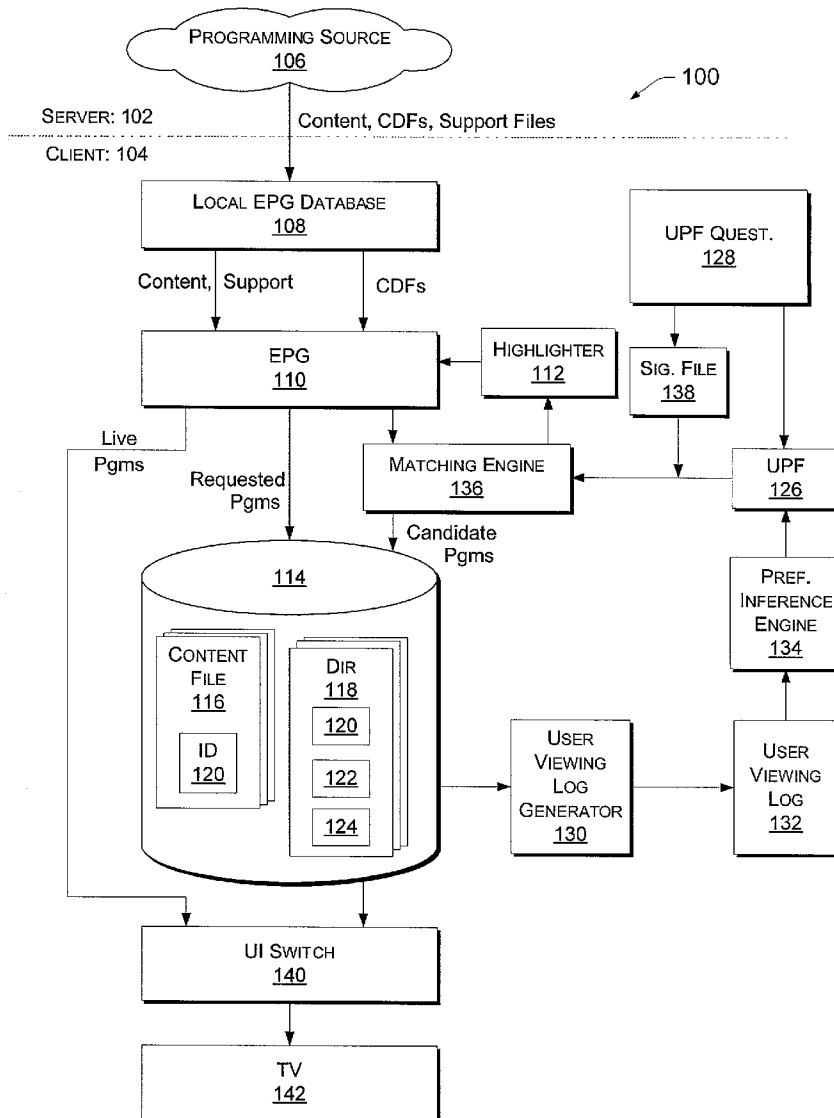 PROGRAMMING SOURCE
106
100
SERVER: 102
Content, CDFs, Support Files
CLIENT: 104
LOCAL EPG DATABASE
108
UPF QUEST.
128
Content, Support
CDFs
EPG
110
HIGHLIGHTER
112
SIG. FILE
138
Live
Pgms
Requested
Pgms
MATCHING ENGINE
136
UPF
126
Candidate
Pgms
114
PREF.
INFERENCE
ENGINE
134
CONTENT
FILE
116
ID
120
DIR
118
120
122
124
USER
VIEWING
LOG
GENERATOR
130
USER
VIEWING
LOG
132
UI SWITCH
140
TV
142